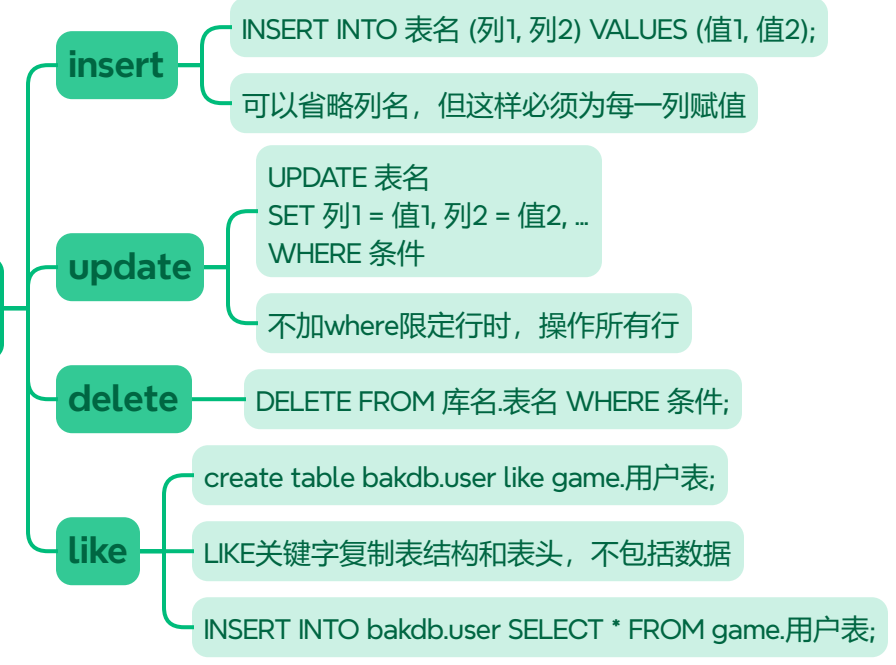 insert
INSERT INTO 表名 (列1, 列2) VALUES (值1, 值2);
可以省略列名，但这样必须为每一列赋值
update
UPDATE 表名
SET 列1 = 值1, 列2 = 值2, ...
WHERE 条件
不加where限定行时，操作所有行
delete
DELETE FROM 库名.表名 WHERE 条件;
like
create table bakdb.user like game.用户表;
LIKE关键字复制表结构和表头，不包括数据
INSERT INTO bakdb.user SELECT * FROM game.用户表;